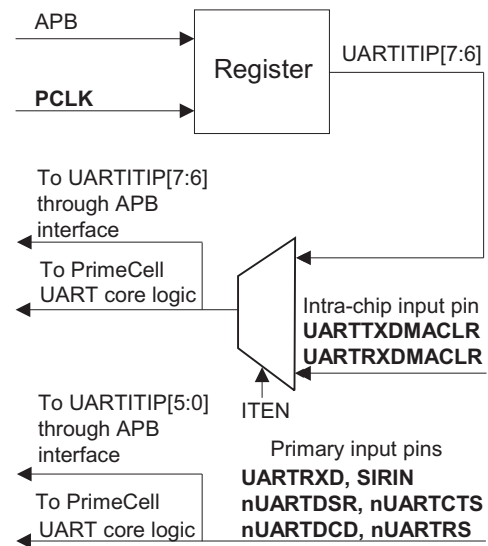 APB
Register
UARTITIP[7:6]
PCLK
To UARTITIP[7:6]
through APB
interface
To PrimeCell
UART core logic
Intra-chip input pin
UARTTXDMACLR
UARTRXDMACLR
ITEN
To UARTITIP[5:0]
through APB
interface
Primary input pins
UARTRXD, SIRIN
nUARTDSR, nUARTCTS
nUARTDCD, nUARTRS
To PrimeCell
UART core logic